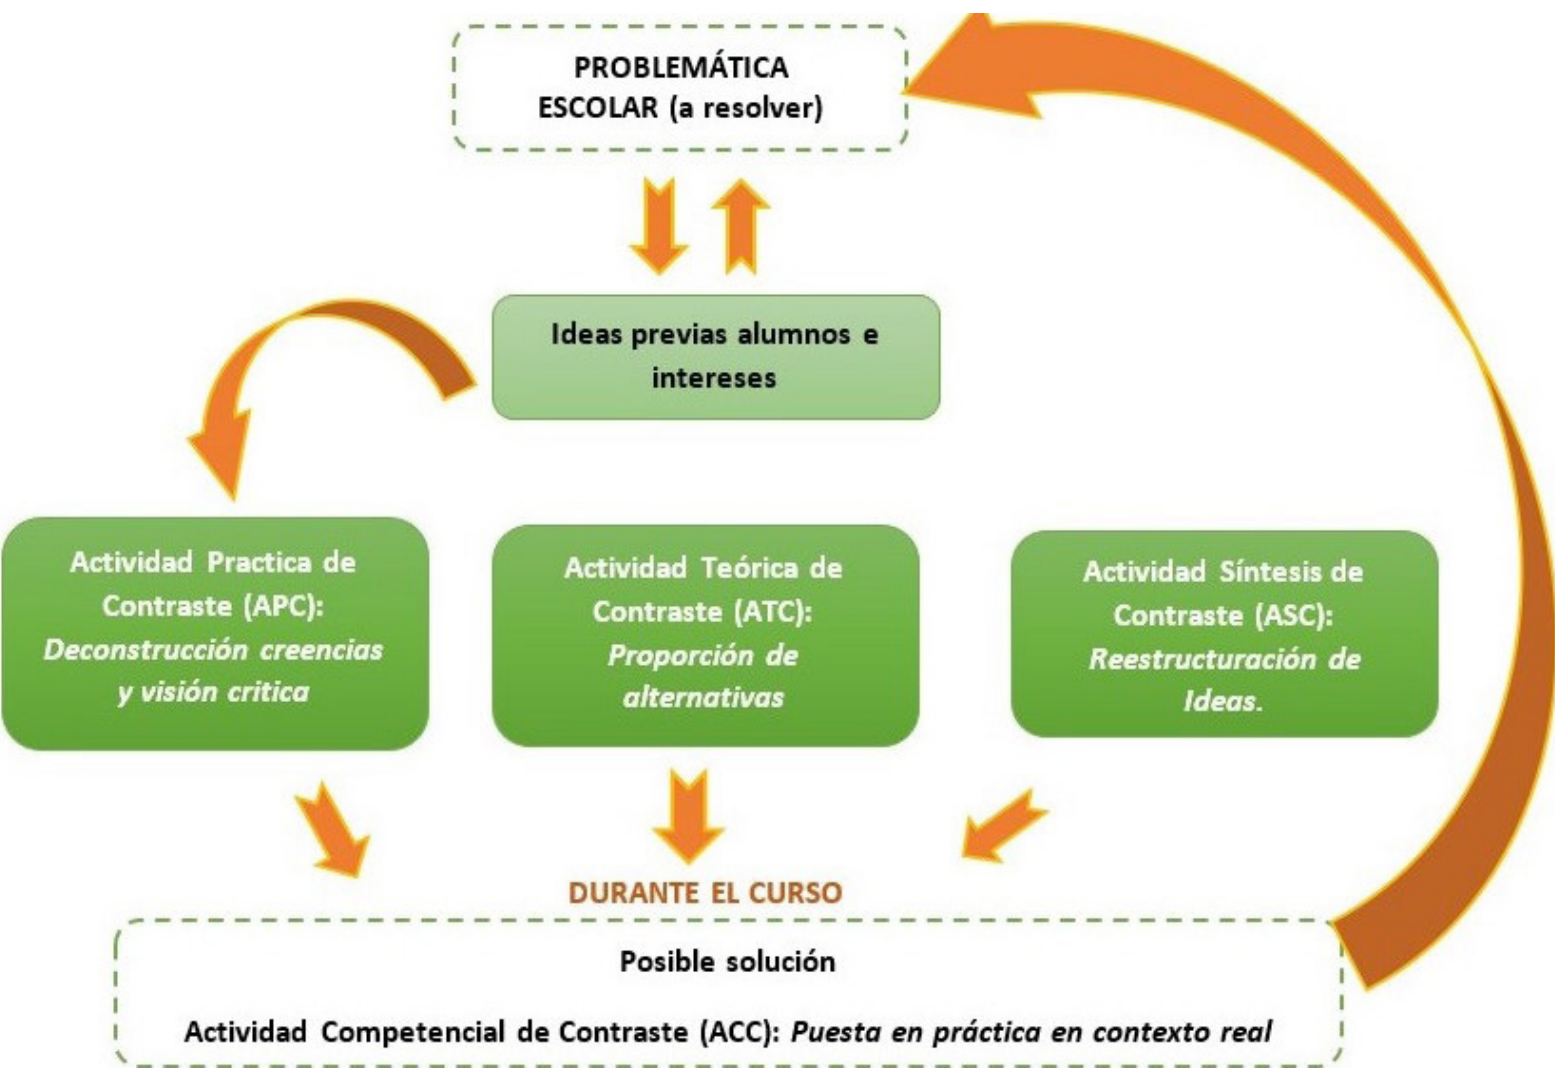 PROBLEMÁTICA
ESCOLAR (a resolver)
Ideas previas alumnos e
intereses
Actividad Practica de
Contraste (APC):
Deconstrucción creencias
y visión critica
Actividad Teórica de
Contraste (ATC):
Proporción de
alternativas
Actividad Síntesis de
Contraste (ASC):
Reestructuración de
Ideas.
DURANTE EL CURSO
Posible solución
Actividad Competencial de Contraste (ACC): Puesta en práctica en contexto real